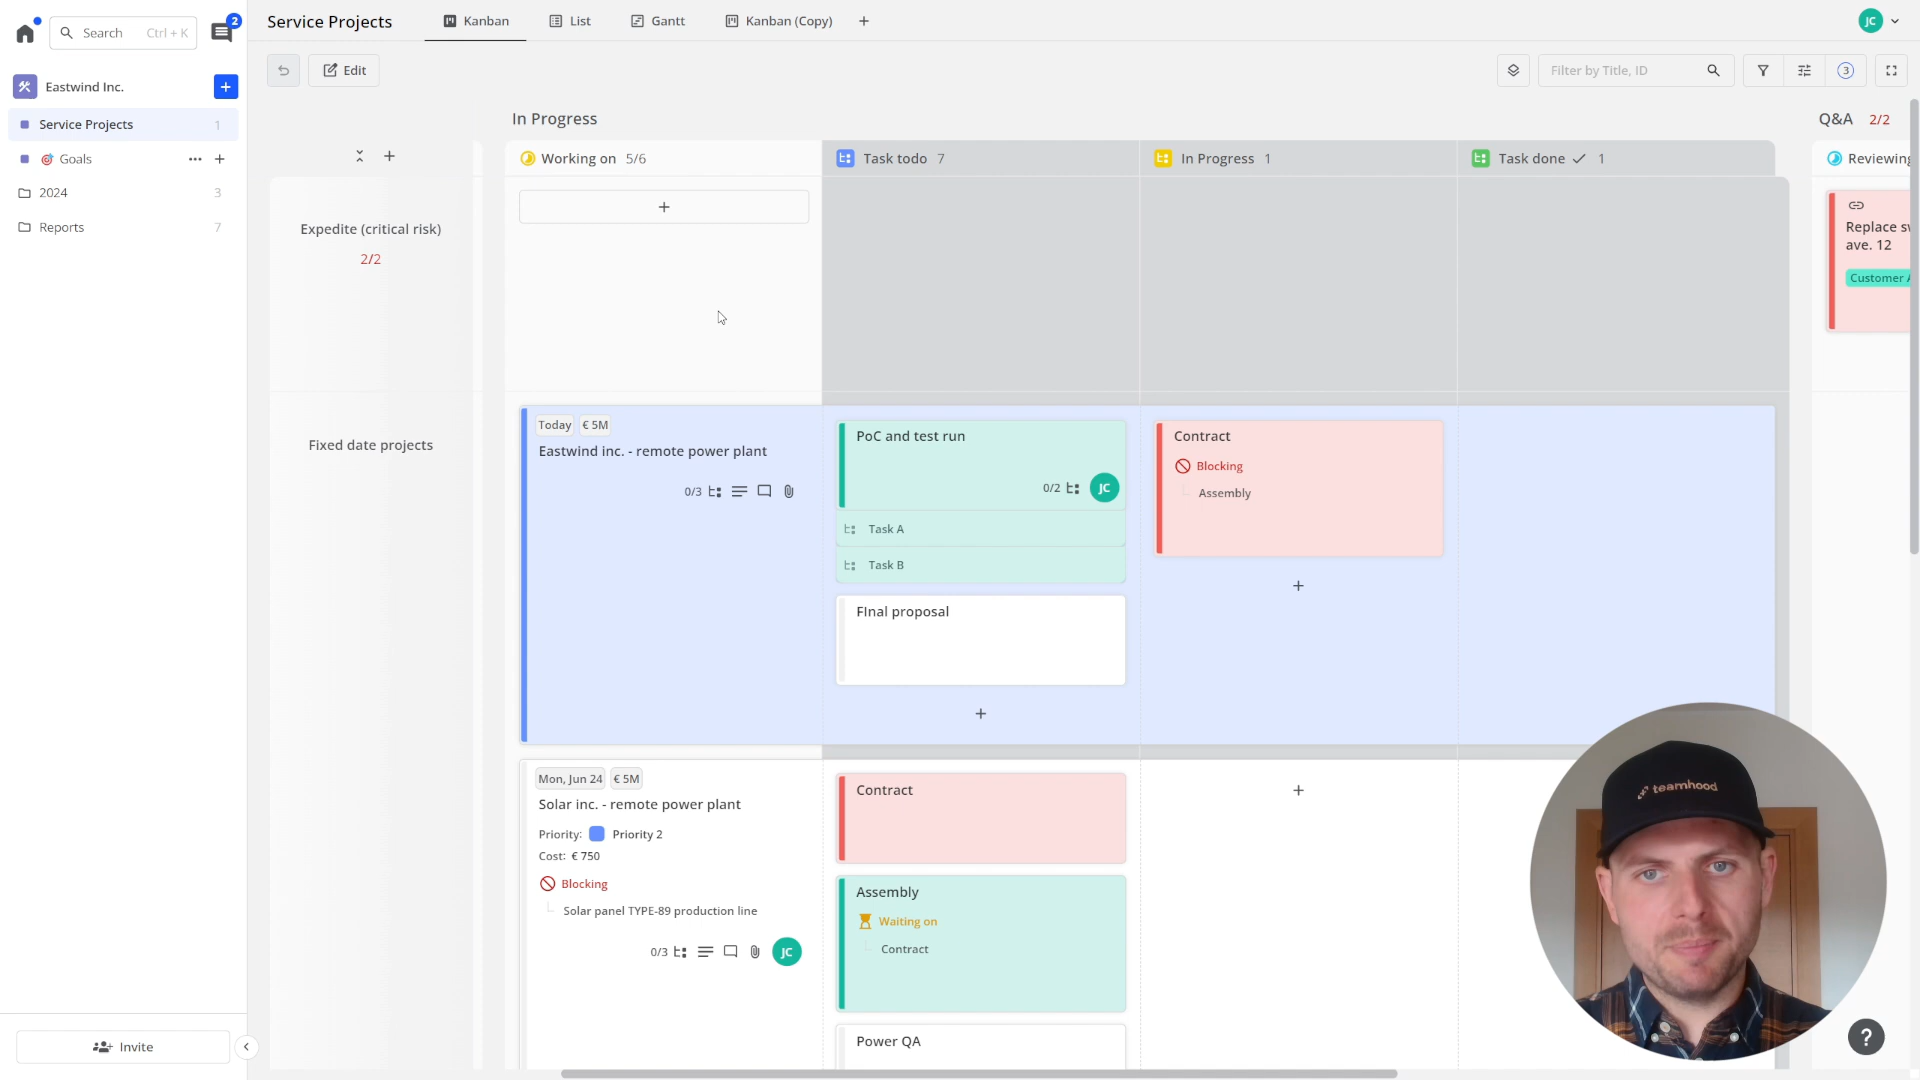 Service Projects
Kanban
List
Gantt
Kanban (Copy)
JC
Search
Ctrl + K
2
Edit
Filter by Title, ID
3
Eastwind Inc.
Service Projects 1
Goals
2024 3
Reports 7
In Progress
Q&A 2/2
Working on 5/6
Task todo 7
In Progress 1
Task done 1
Reviewing
Expedite (critical risk)
2/2
Replace
ave. 12
Customer
Fixed date projects
Today € 5M
Eastwind inc. - remote power plant
0/3
PoC and test run
0/2
JC
Task A
Task B
FInal proposal
Contract
Blocking
Assembly
Mon, Jun 24 € 5M
Solar inc. - remote power plant
Priority: Priority 2
Cost: € 750
Blocking
Solar panel TYPE-89 production line
0/3
JC
Contract
Assembly
Waiting on
Contract
Power QA
Invite
teamhood
?